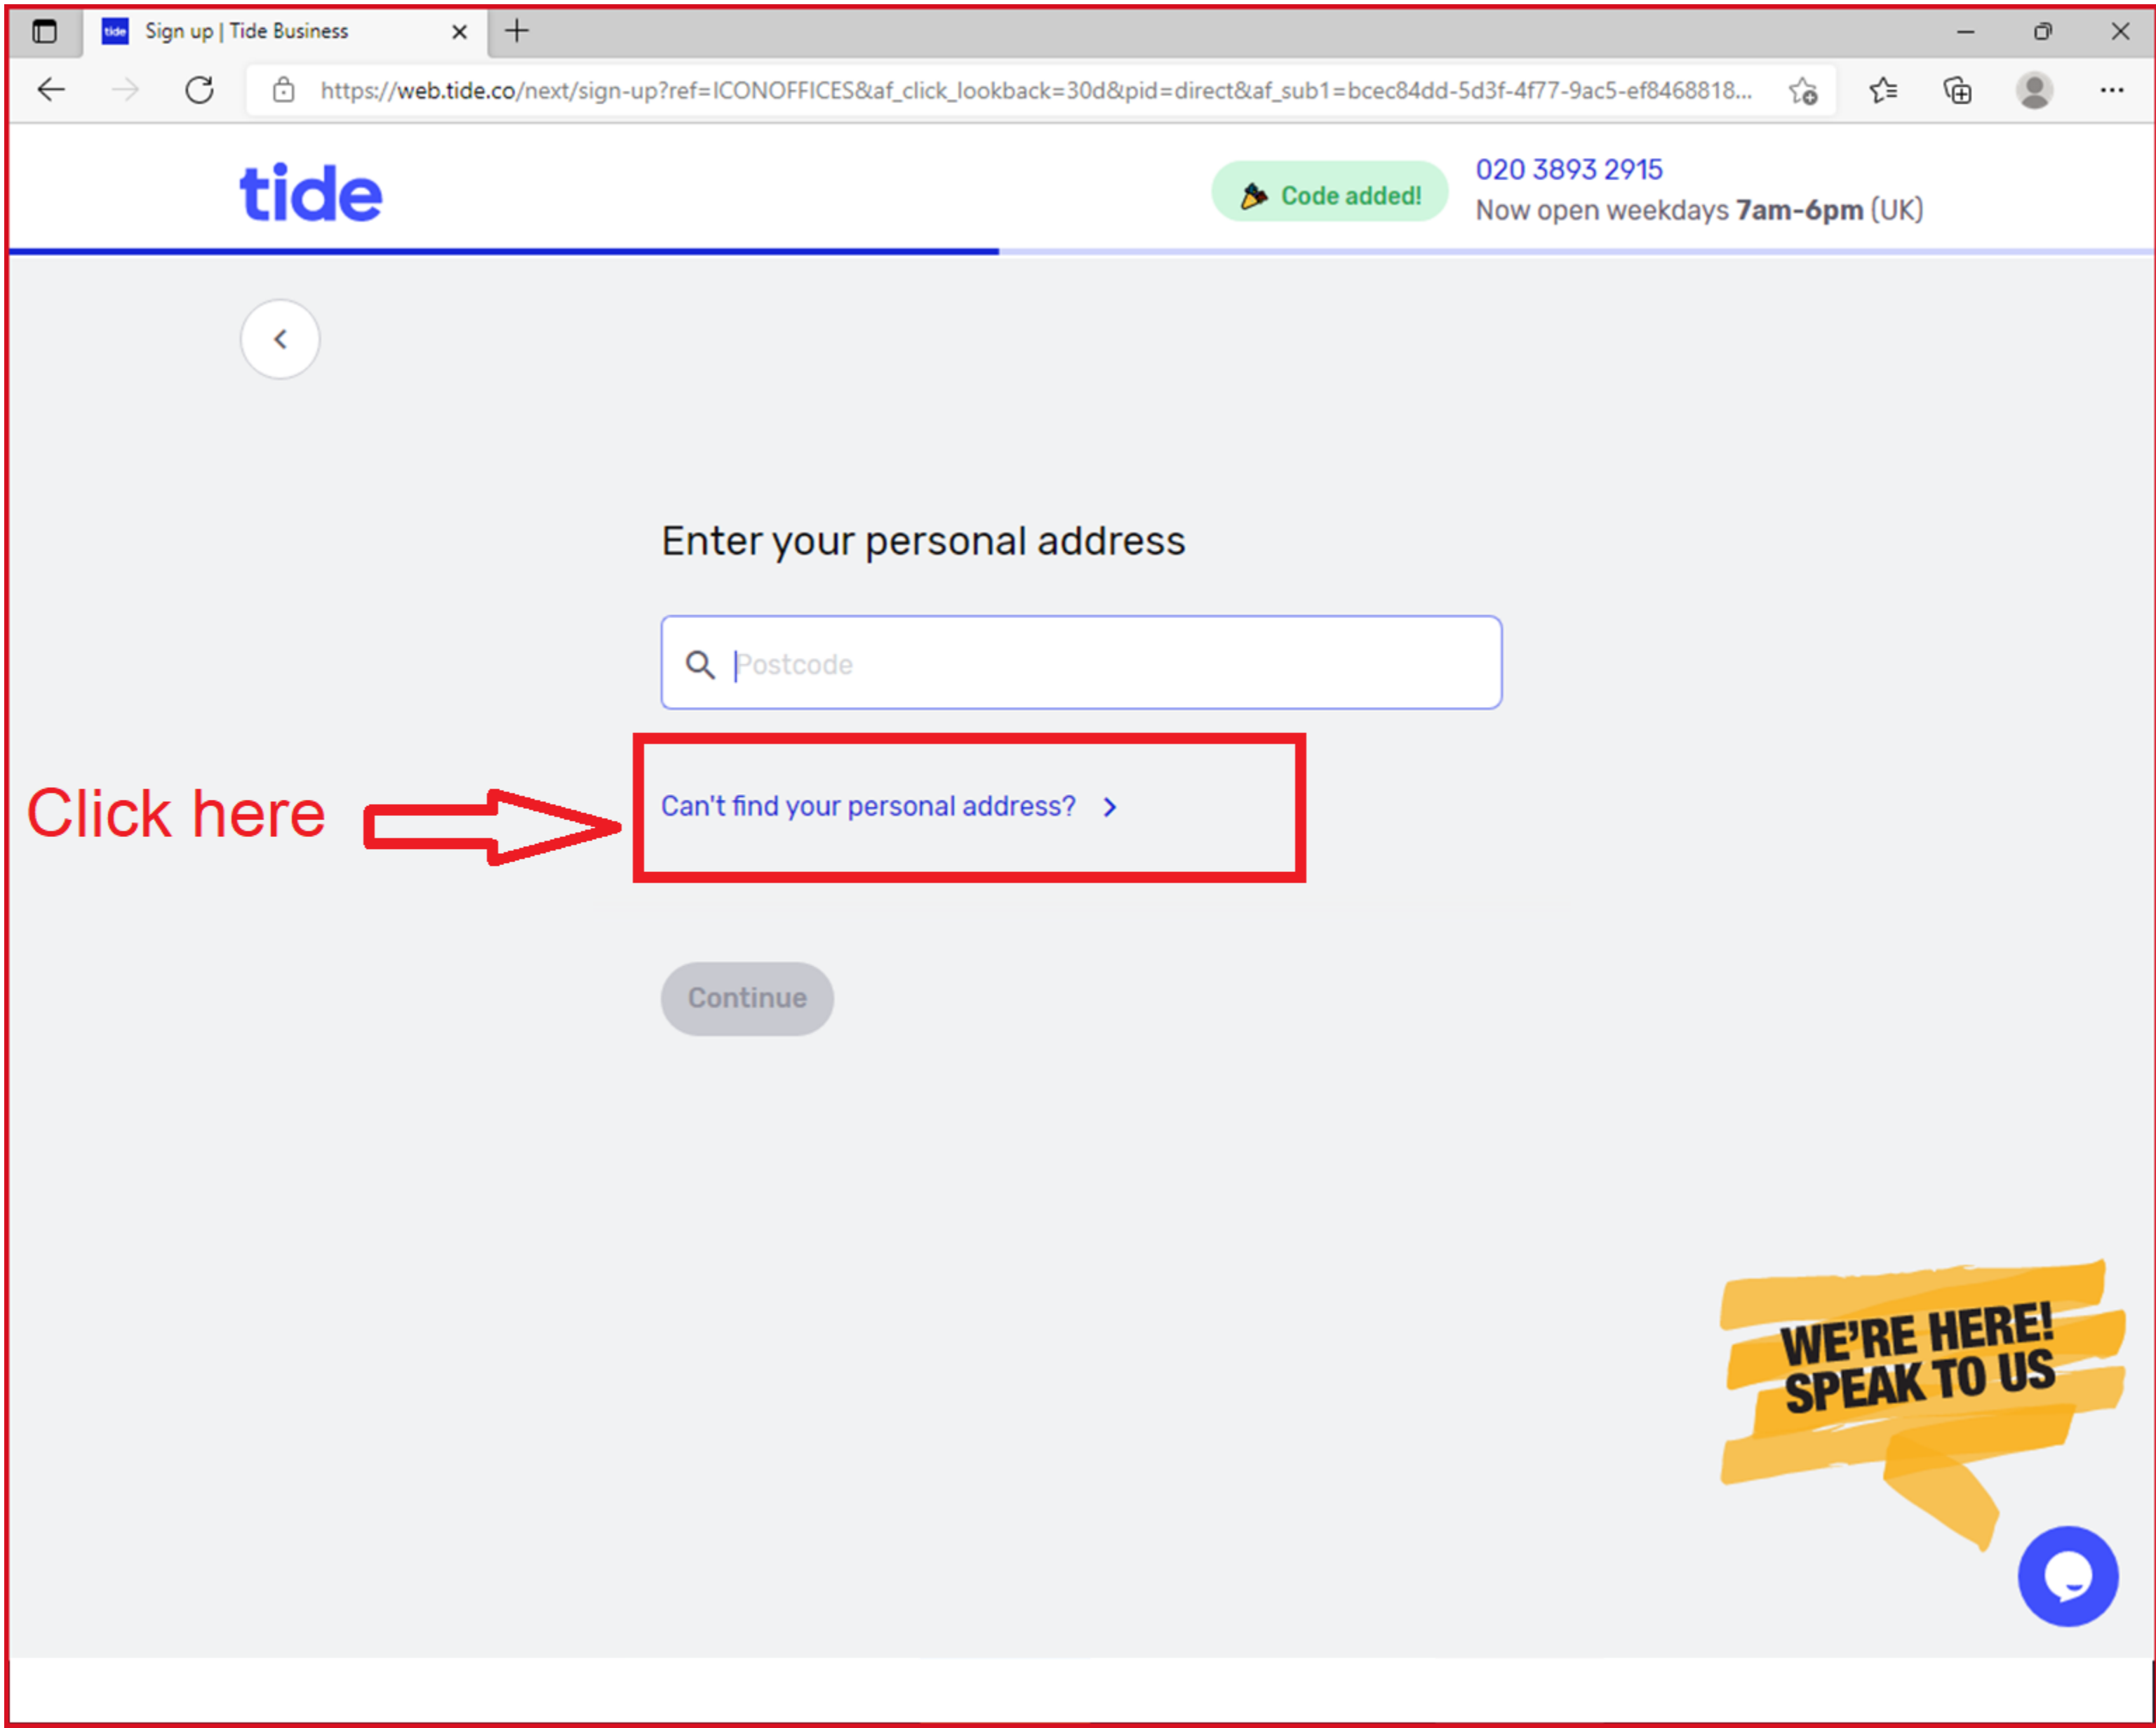 tide
Sign up | Tide Business
https://web.tide.co/next/sign-up?ref=ICONOFFICES&af_click_lookback=30d&pid=direct&af_sub1=bcec84dd-5d3f-4f77-9ac5-ef8468818...
tide
Code added!
020 3893 2915
Now open weekdays 7am-6pm (UK)
Enter your personal address
Postcode
Click here
Can't find your personal address?
Continue
WE'RE HERE!
SPEAK TO US